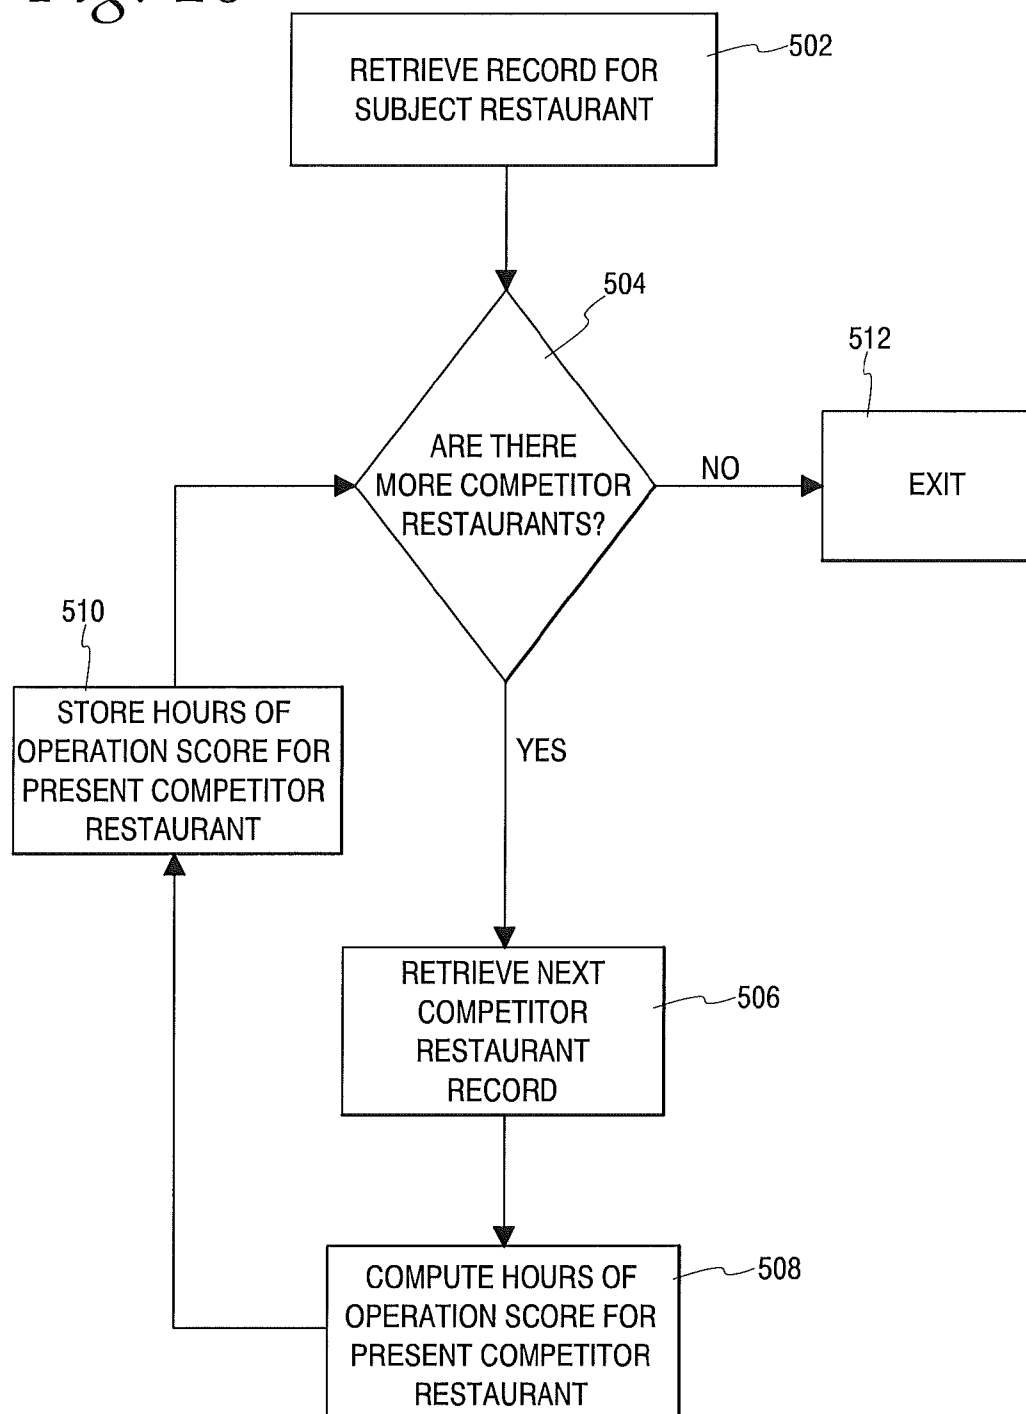 RETRIEVE RECORD FOR
SUBJECT RESTAURANT
502
504
ARE THERE
MORE COMPETITOR
RESTAURANTS?
NO
512
EXIT
510
STORE HOURS OF
OPERATION SCORE FOR
PRESENT COMPETITOR
RESTAURANT
YES
RETRIEVE NEXT
COMPETITOR
RESTAURANT
RECORD
506
COMPUTE HOURS OF
OPERATION SCORE FOR
PRESENT COMPETITOR
RESTAURANT
508